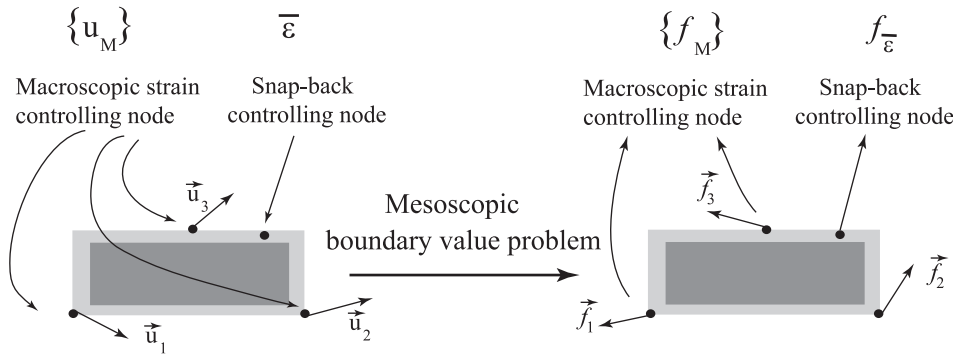 {u_M} ε̅ {f_M} f_ε̅
Macroscopic strain
controlling node
Snap-back
controlling node
Macroscopic strain
controlling node
Snap-back
controlling node
u⃗_3
f⃗_3
Mesoscopic
boundary value problem
u⃗_1
u⃗_2
f⃗_1
f⃗_2